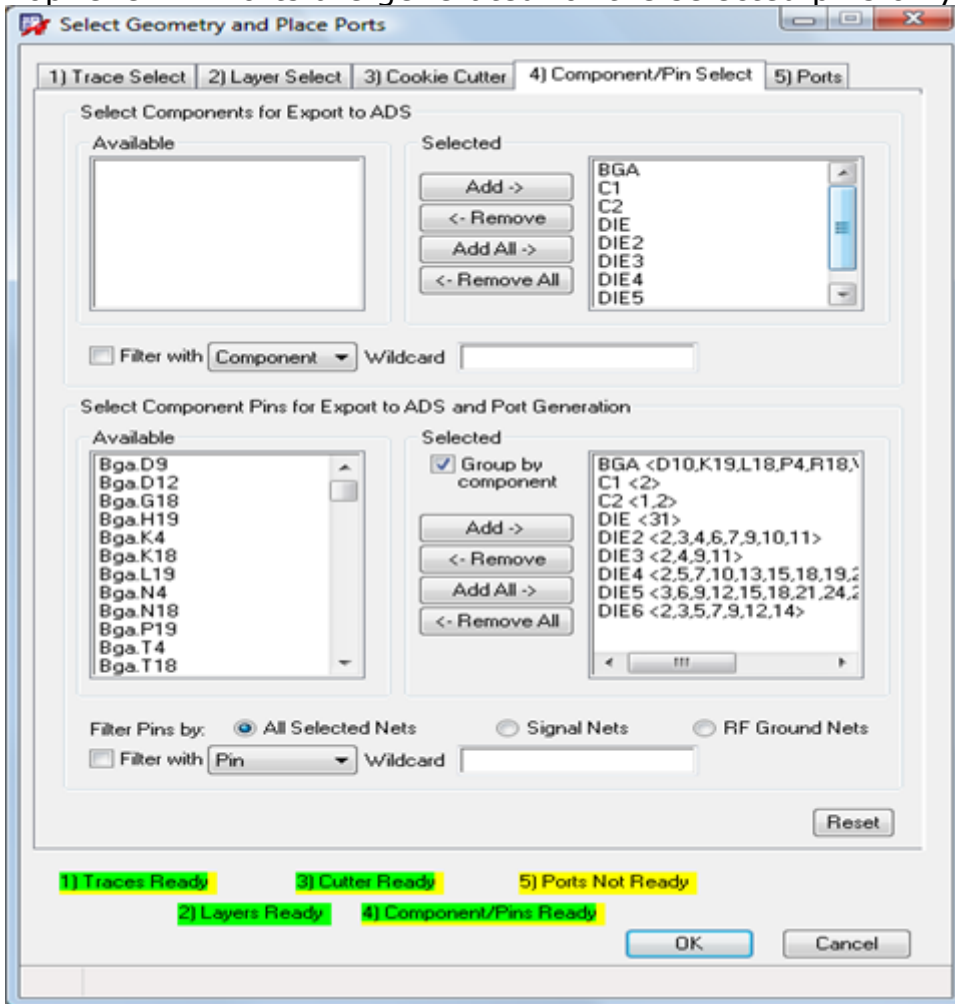 Ports are generated for the selected pins only
Select Geometry and Place Ports
1) Trace Select 2) Layer Select 3) Cookie Cutter 4) Component/Pin Select 5) Ports
Select Components for Export to ADS
Available Selected
BGA
Add -> C1
C2
<- Remove DIE
DIE2
Add All -> DIE3
<- Remove All DIE4
DIE5
Filter with Component Wildcard
Select Component Pins for Export to ADS and Port Generation
Available Selected
Bga.D9
Bga.D12
Bga.G18
Bga.H19
Bga.K4
Bga.K18
Bga.L19
Bga.N4
Bga.N18
Bga.P19
Bga.T4
Bga.T18
Group by
component
Add ->
<- Remove
Add All ->
<- Remove All
BGA <D10,K19,L18,P4,R18,
C1 <2>
C2 <1,2>
DIE <31>
DIE2 <2,3,4,6,7,9,10,11>
DIE3 <2,4,9,11>
DIE4 <2,5,7,10,13,15,18,19,2
DIE5 <3,6,9,12,15,18,21,24,2
DIE6 <2,3,5,7,9,12,14>
Filter Pins by: All Selected Nets Signal Nets RF Ground Nets
Filter with Pin Wildcard
Reset
1) Traces Ready 3) Cutter Ready 5) Ports Not Ready
2) Layers Ready 4) Component/Pins Ready
OK Cancel